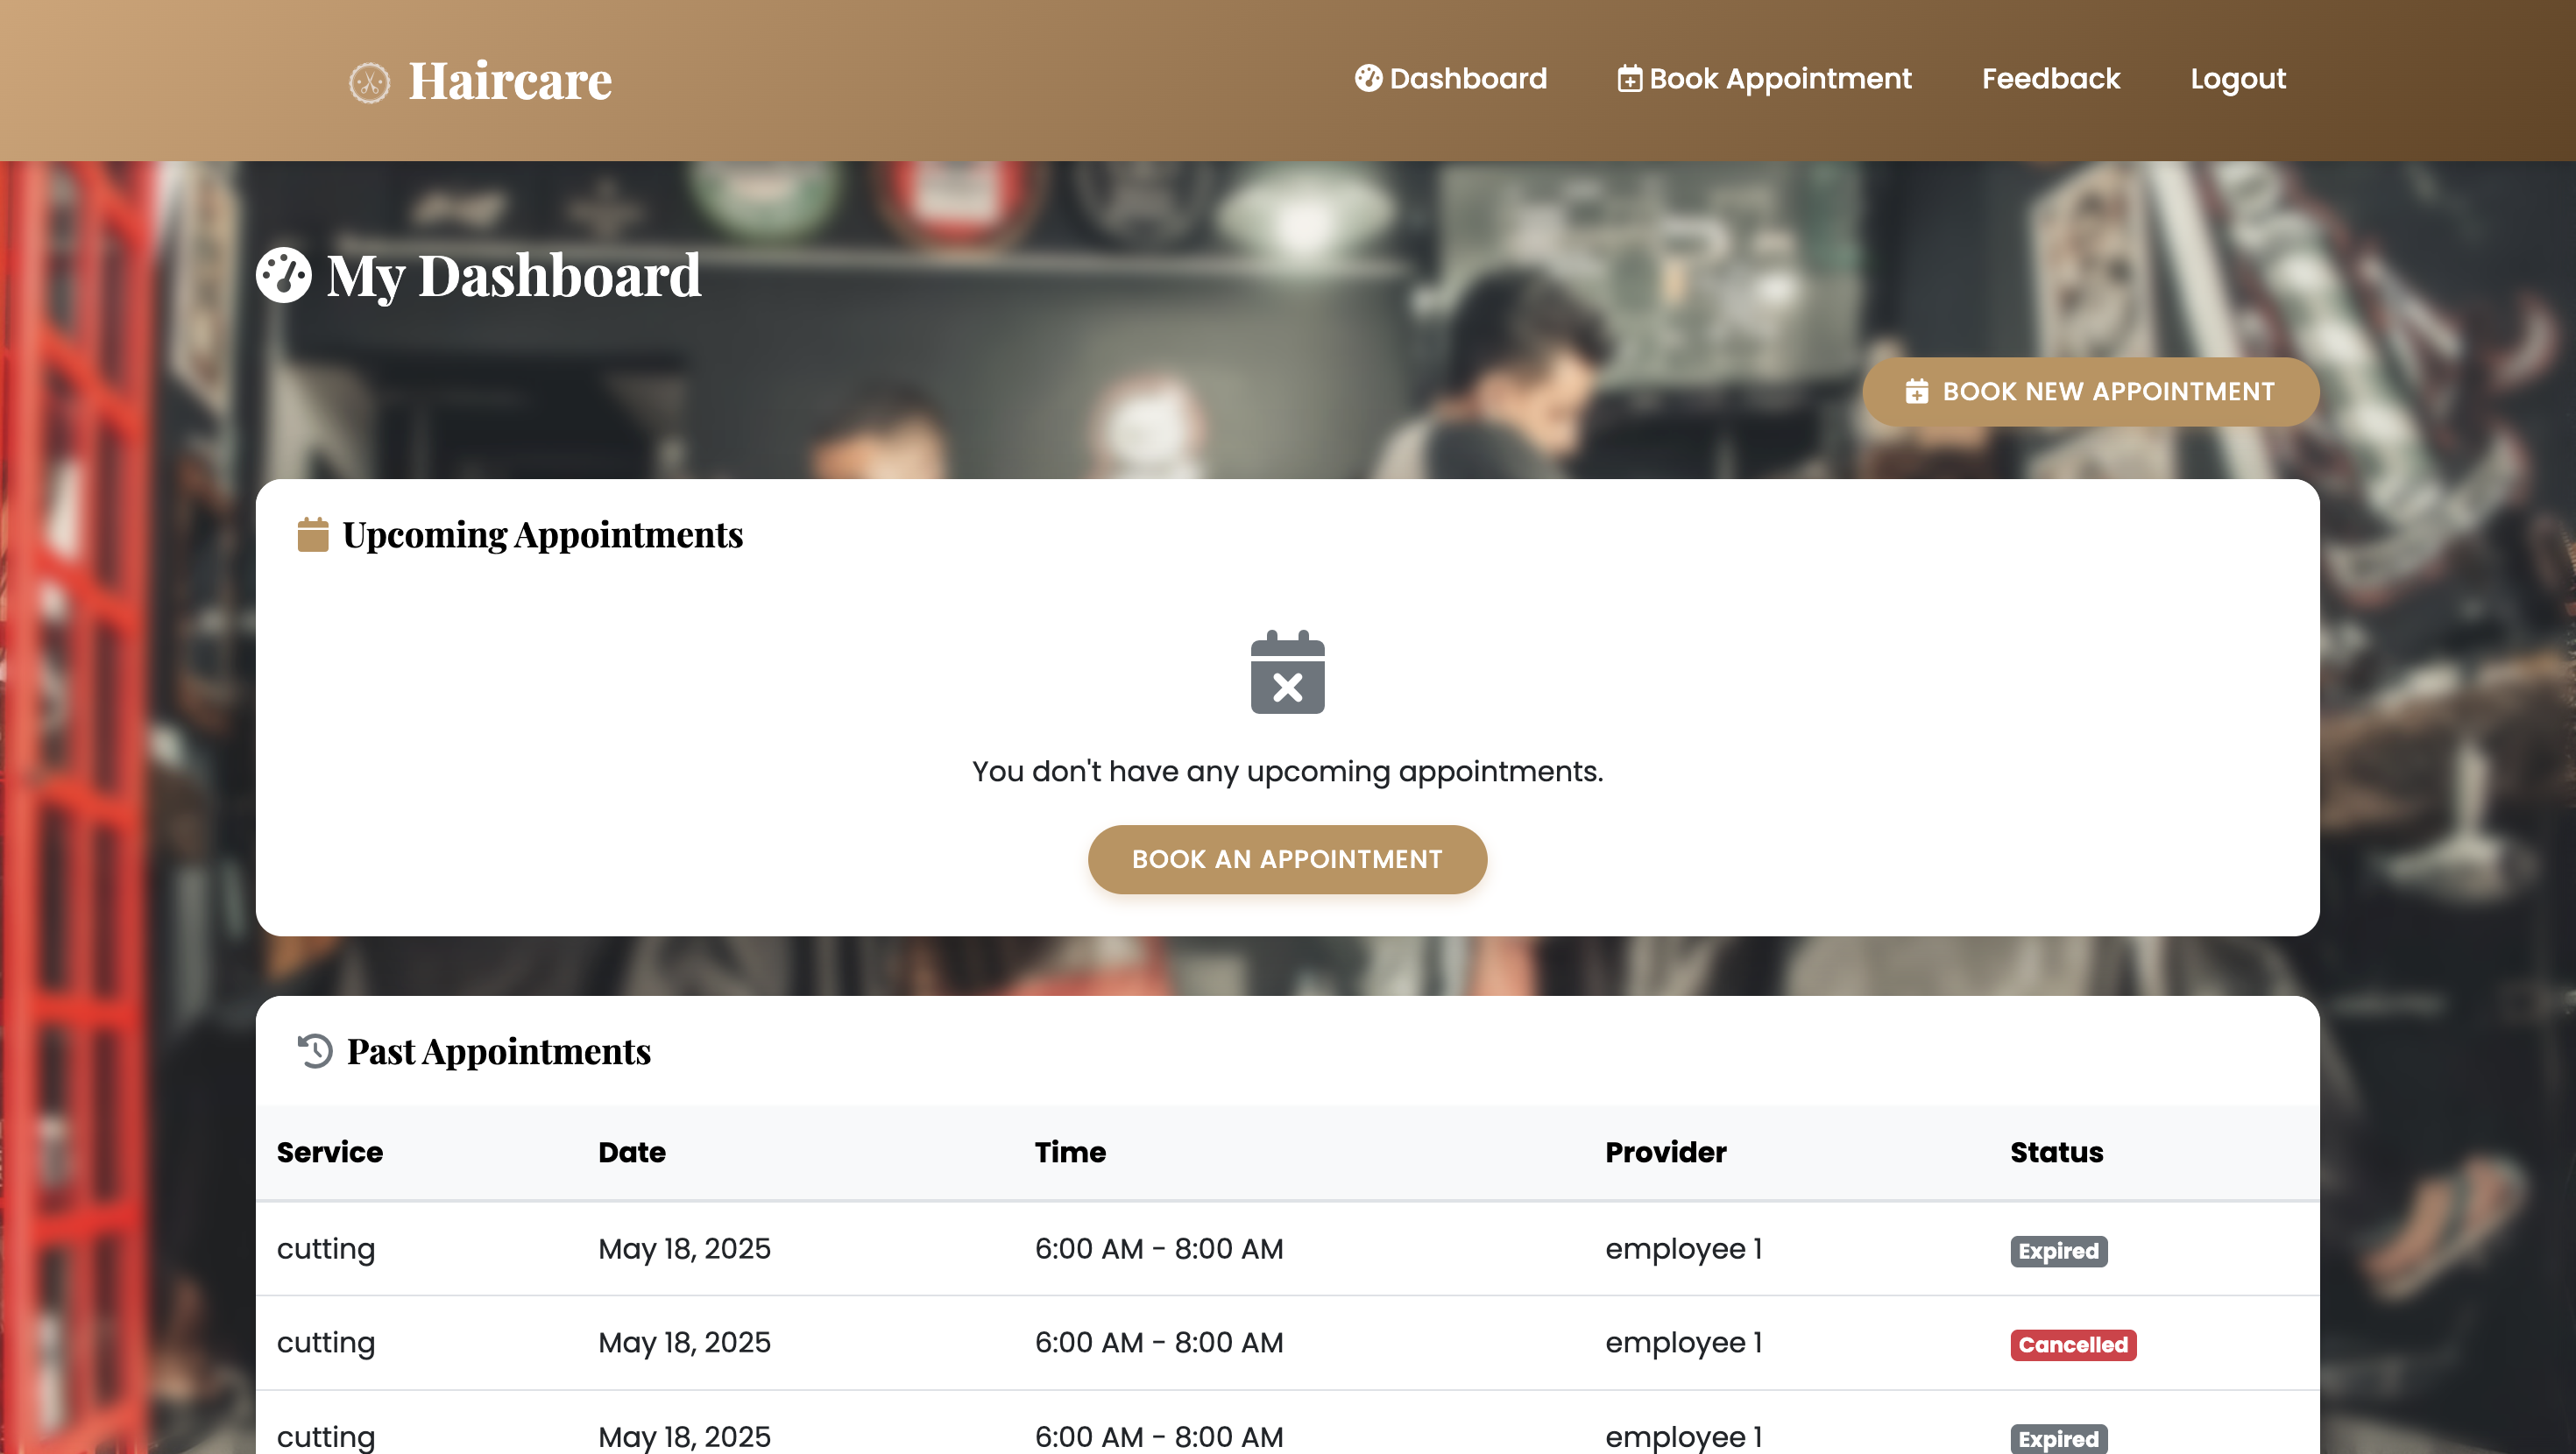 Haircare
Dashboard
Book Appointment
Feedback
Logout
My Dashboard
BOOK NEW APPOINTMENT
Upcoming Appointments
You don't have any upcoming appointments.
BOOK AN APPOINTMENT
Past Appointments
Service Date Time Provider Status
cutting May 18, 2025 6:00 AM - 8:00 AM employee 1 Expired
cutting May 18, 2025 6:00 AM - 8:00 AM employee 1 Cancelled
cutting May 18, 2025 6:00 AM - 8:00 AM employee 1 Expired